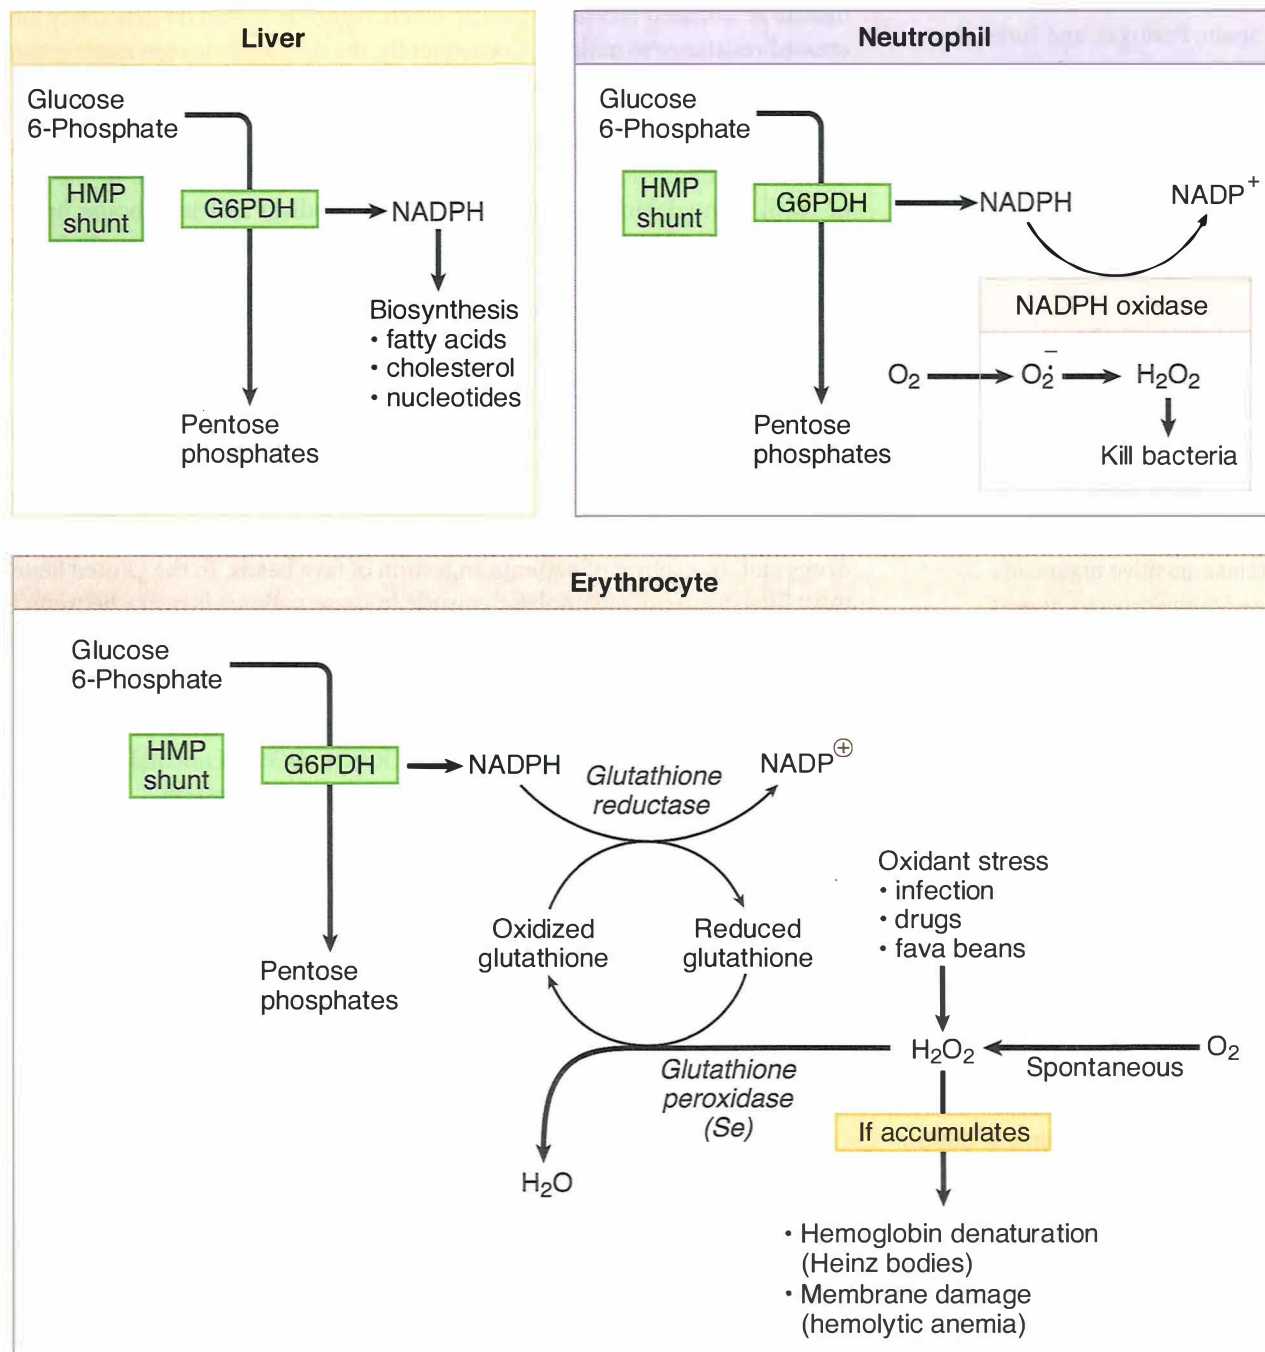 Liver
Glucose
6-Phosphate
HMP
shunt
G6PDH
NADPH
Biosynthesis
• fatty acids
• cholesterol
• nucleotides
Pentose
phosphates
Neutrophil
Glucose
6-Phosphate
HMP
shunt
G6PDH
NADPH
NADP+
NADPH oxidase
O₂
O₂•⁻
H₂O₂
Kill bacteria
Pentose
phosphates
Erythrocyte
Glucose
6-Phosphate
HMP
shunt
G6PDH
NADPH
Glutathione
reductase
NADP⊕
Oxidized
glutathione
Reduced
glutathione
Pentose
phosphates
Oxidant stress
• infection
• drugs
• fava beans
H₂O₂
Spontaneous
O₂
Glutathione
peroxidase
(Se)
If accumulates
H₂O
• Hemoglobin denaturation
(Heinz bodies)
• Membrane damage
(hemolytic anemia)